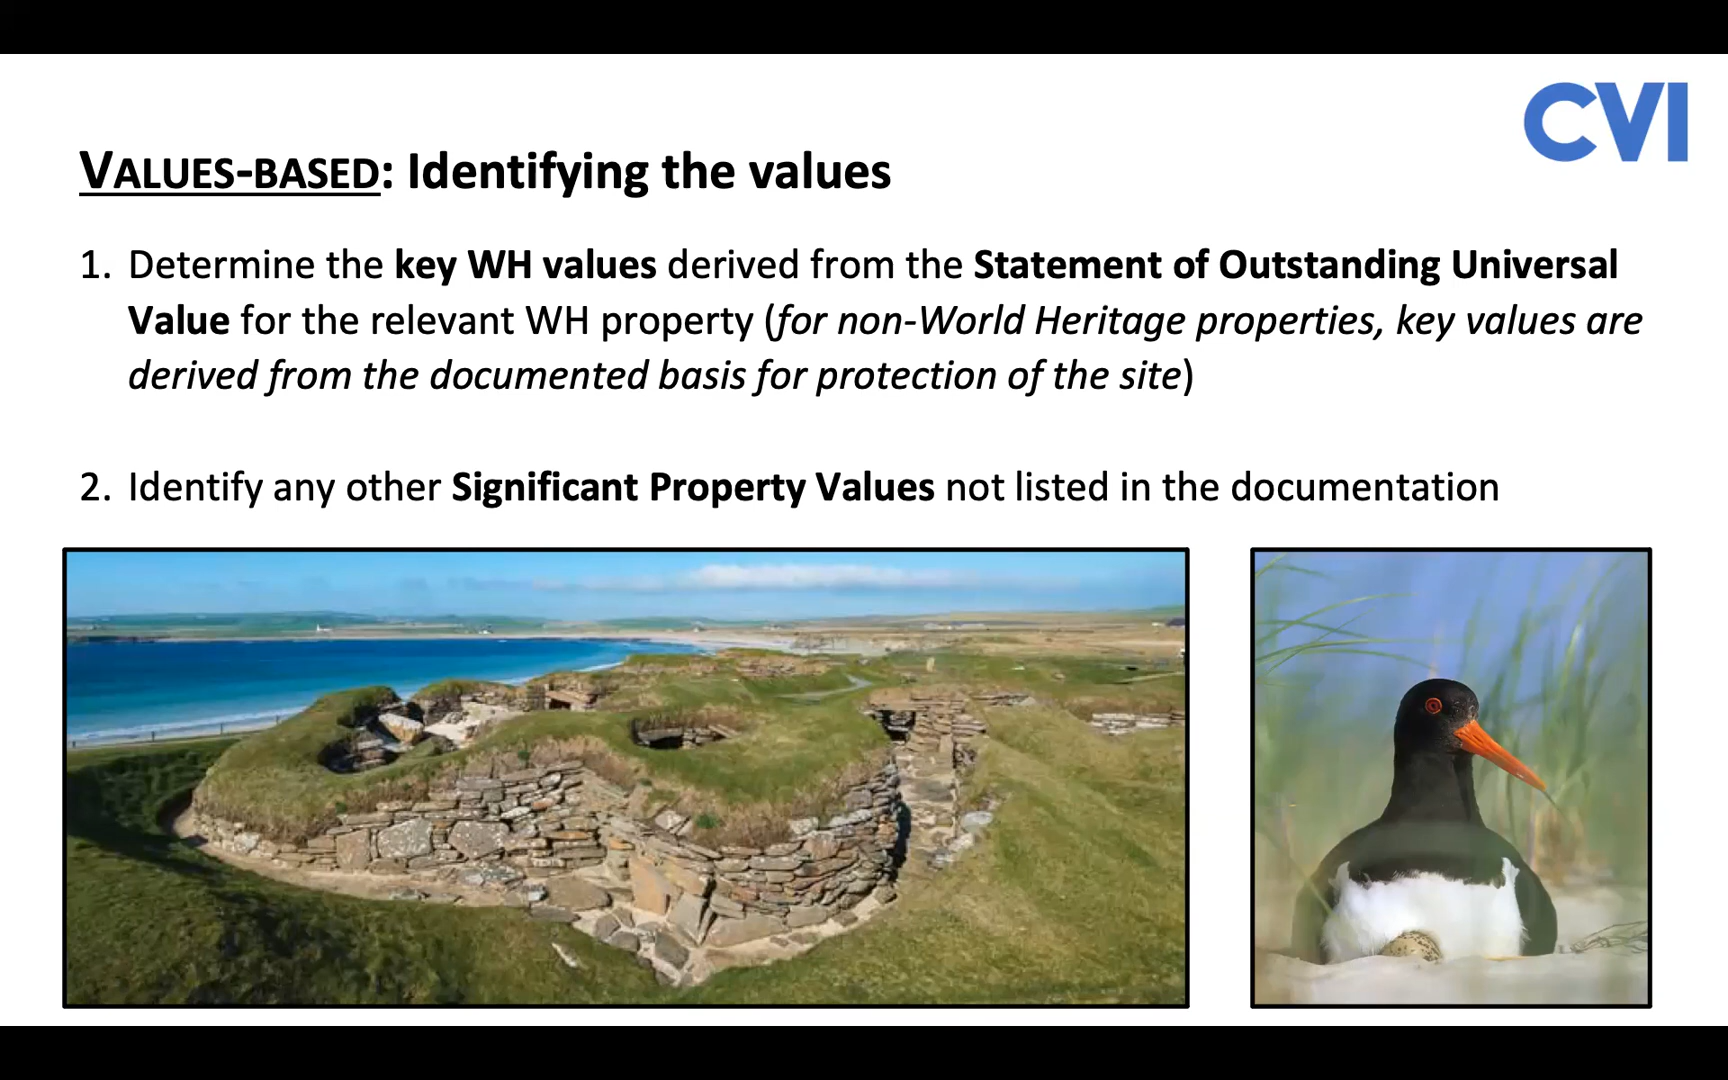 CVI
VALUES-BASED: Identifying the values
1. Determine the key WH values derived from the Statement of Outstanding Universal
Value for the relevant WH property (for non-World Heritage properties, key values are
derived from the documented basis for protection of the site)
2. Identify any other Significant Property Values not listed in the documentation